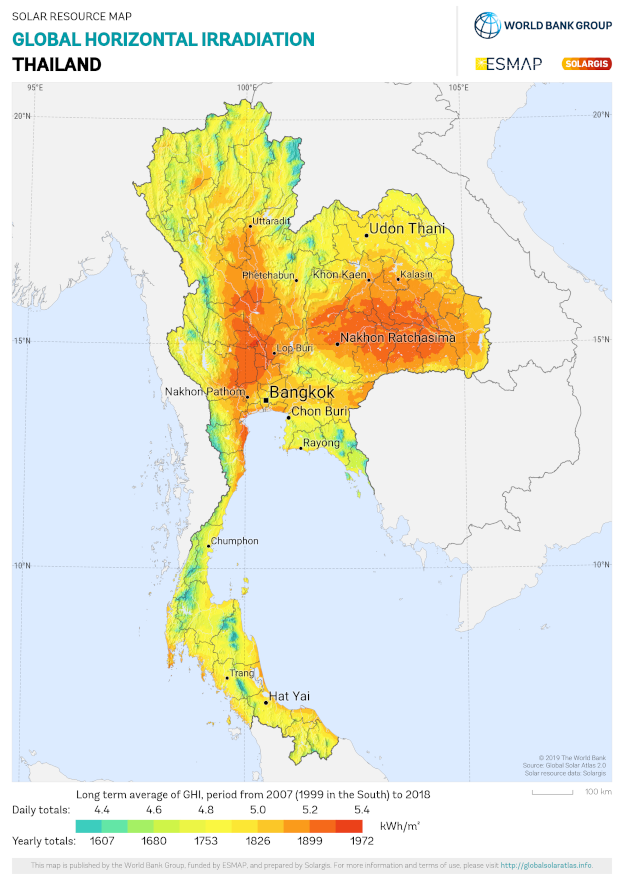 SOLAR RESOURCE MAP
GLOBAL HORIZONTAL IRRADIATION
THAILAND
WORLD BANK GROUP
ESMAP
SOLARGIS
95°E
100°E
105°E
20°N
20°N
Uttaradit
Udon Thani
Phetchabun
Khon Kaen
Kalasin
15°N
Nakhon Ratchasima
15°N
Lop Buri
Nakhon Pathom
Bangkok
Chon Buri
Rayong
Chumphon
10°N
10°N
Trang
Hat Yai
© 2019 The World Bank
Source: Global Solar Atlas 2.0
Solar resource data: Solargis
100 km
Long term average of GHI, period from 2007 (1999 in the South) to 2018
Daily totals: 4.4 4.6 4.8 5.0 5.2 5.4
kWh/m²
Yearly totals: 1607 1680 1753 1826 1899 1972
This map is published by the World Bank Group, funded by ESMAP, and prepared by Solargis. For more information and terms of use, please visit http://globalsolaratlas.info.